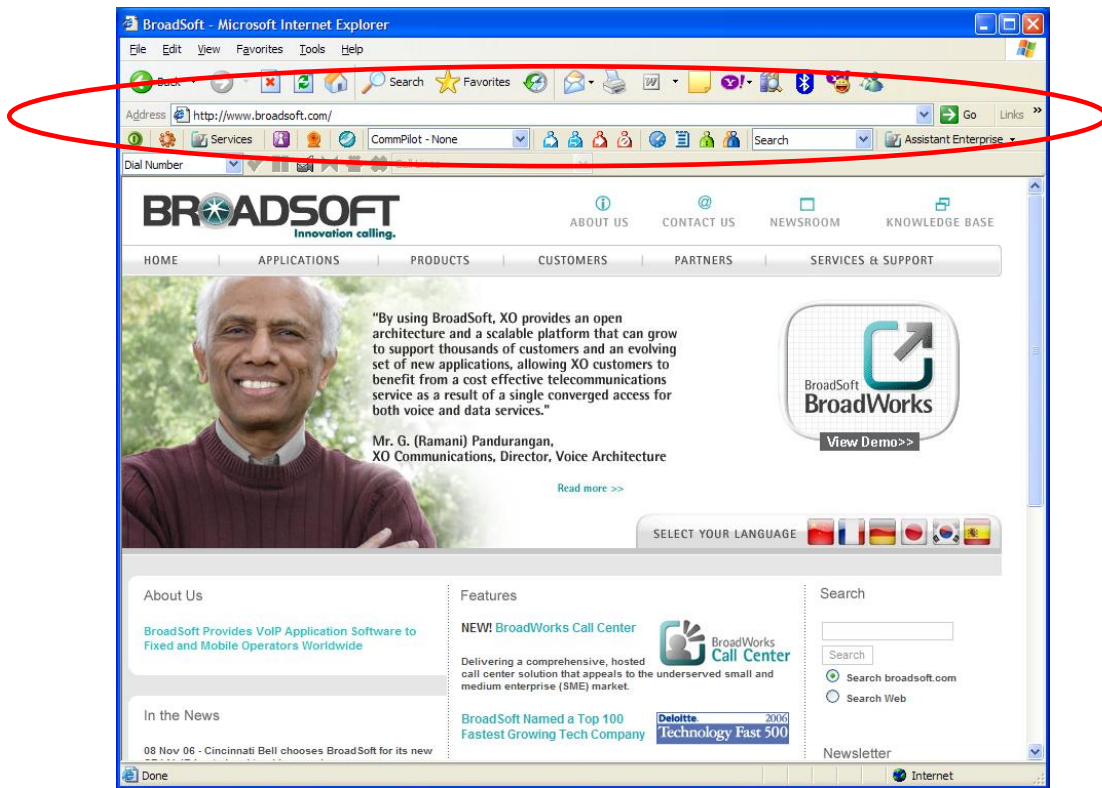 BroadSoft - Microsoft Internet Explorer
File Edit View Favorites Tools Help
Back Search Favorites
Address http://www.broadsoft.com/ Go Links »
Services CommPilot - None Search Assistant Enterprise
Dial Number
BROADSOFT
Innovation calling.
ABOUT US CONTACT US NEWSROOM KNOWLEDGE BASE
HOME | APPLICATIONS | PRODUCTS | CUSTOMERS | PARTNERS | SERVICES & SUPPORT
"By using BroadSoft, XO provides an open
architecture and a scalable platform that can grow
to support thousands of customers and an evolving
set of new applications, allowing XO customers to
benefit from a cost effective telecommunications
service as a result of a single converged access for
both voice and data services."
Mr. G. (Ramani) Pandurangan,
XO Communications, Director, Voice Architecture
Read more >>
BroadSoft
BroadWorks
View Demo>>
SELECT YOUR LANGUAGE
About Us
BroadSoft Provides VoIP Application Software to
Fixed and Mobile Operators Worldwide
In the News
08 Nov 06 - Cincinnati Bell chooses BroadSoft for its new
Features
NEW! BroadWorks Call Center
Delivering a comprehensive, hosted
call center solution that appeals to the underserved small and
medium enterprise (SME) market.
BroadWorks
Call Center
BroadSoft Named a Top 100
Fastest Growing Tech Company
Deloitte. 2006
Technology Fast 500
Search
Search
Search broadsoft.com
Search Web
Newsletter
Done Internet